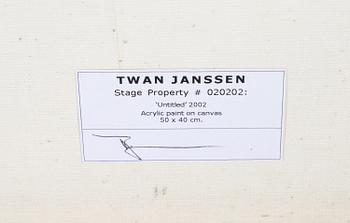 TWAN JANSSEN
Stage Property # 020202:
'Untitled' 2002
Acrylic paint on canvas
50 x 40 cm.